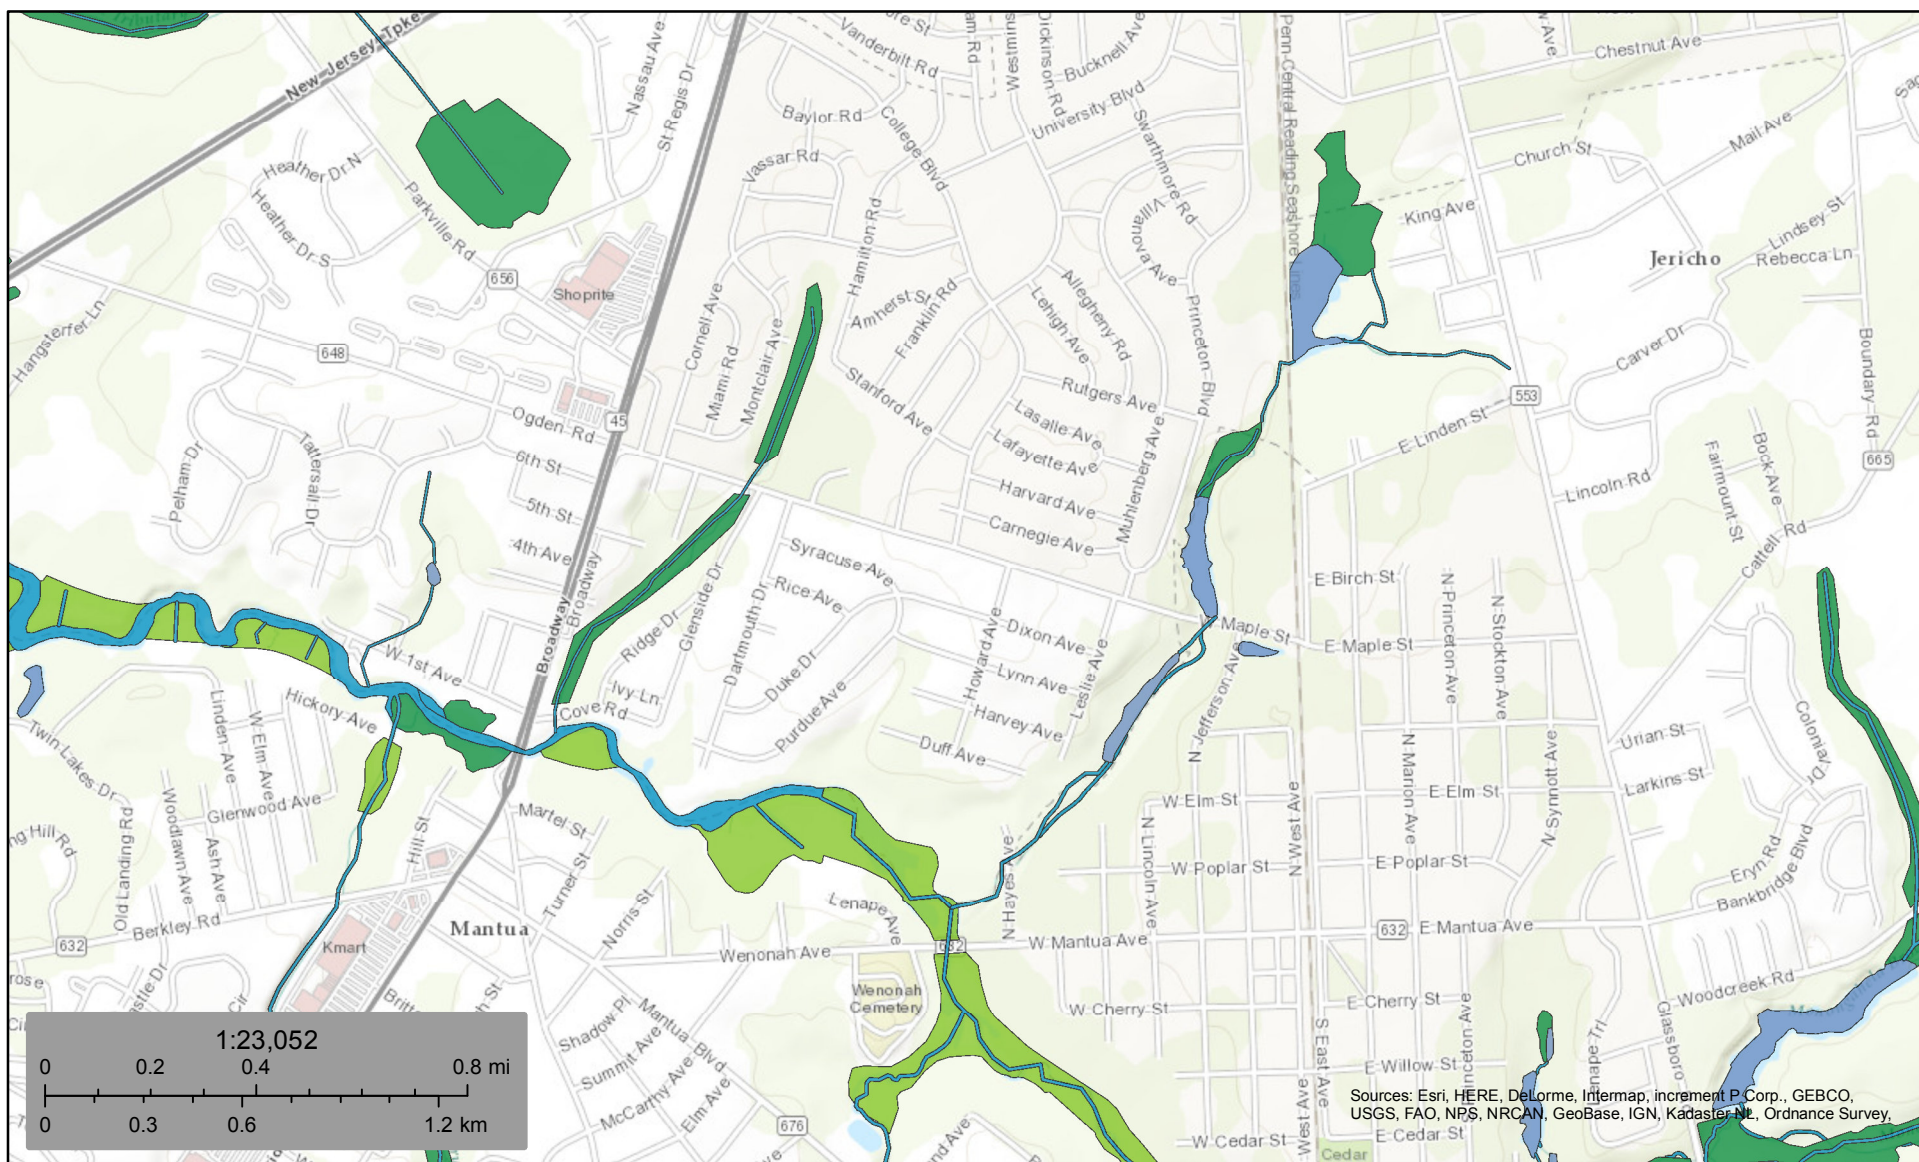 New Jersey Tpke
Nassau Ave
St Regis Dr
Vanderbilt Rd
Dickinson Rd
Bucknell Ave
University Blvd
Baylor Rd
College Blvd
Vassar Rd
Swarthmore Rd
Villanova Ave
Penn Central Reading Seashore Lines
Chestnut Ave
Mail Ave
Church St
King Ave
Jericho
Lindsey St
Rebecca Ln
Heather Dr N
Heather Dr S
Parkville Rd
656
Shoprite
Hamilton Rd
Amherst St
Franklin Rd
Cornell Ave
Miami Rd
Montclair Ave
Lehigh Ave
Allegheny Rd
Princeton Blvd
Carver Dr
Boundary Rd
Hangsterfer Ln
648
Stanford Ave
Rutgers Ave
553
Ogden Rd
45
Lasalle Ave
Lafayette Ave
E Linden St
Muhlenberg Ave
Harvard Ave
Carnegie Ave
665
Pelham Dr
Tattersall Dr
6th St
5th St
4th Ave
Lincoln Rd
Fairmount St
Bock Ave
Cattell Rd
Syracuse Ave
Rice Ave
Broadway
Broadway
Ridge Dr
Glenside Dr
Dartmouth Dr
Duke Dr
Purdue Ave
Dixon Ave
Lynn Ave
Howard Ave
Leslie Ave
Harvey Ave
Duff Ave
E Birch St
W Maple St
E Maple St
N Princeton Ave
N Stockton Ave
N Jefferson Ave
W 1st Ave
Ivy Ln
Cove Rd
Hickory Ave
Linden Ave
W Elm Ave
Twin Lakes Dr
Woodlawn Ave
Glenwood Ave
Ash Ave
Old Landing Rd
Hill St
Martel St
Turner St
Norris St
Urian St
Larkins St
Colonial Dr
W Elm St
E Elm St
N Marion Ave
N Synnott Ave
N Lincoln Ave
N West Ave
N Hayes Ave
W Poplar St
E Poplar St
Eryn Rd
Bankbridge Blvd
Lenape Ave
Berkley Rd
632
Kmart
Mantua
Wenonah Ave
632
W Mantua Ave
632
E Mantua Ave
Wenonah
Cemetery
W Cherry St
E Cherry St
Woodcreek Rd
Shadow Pl
Mantua Blvd
Summit Ave
McCarthy Ave
Elm Ave
676
S East Ave
West Ave
E Willow St
Princeton Ave
Lenape Trl
Glassboro
W Cedar St
E Cedar St
Cedar
1:23,052
0 0.2 0.4 0.8 mi
0 0.3 0.6 1.2 km
Sources: Esri, HERE, DeLorme, Intermap, increment P Corp., GEBCO,
USGS, FAO, NPS, NRCAN, GeoBase, IGN, Kadaster NL, Ordnance Survey,